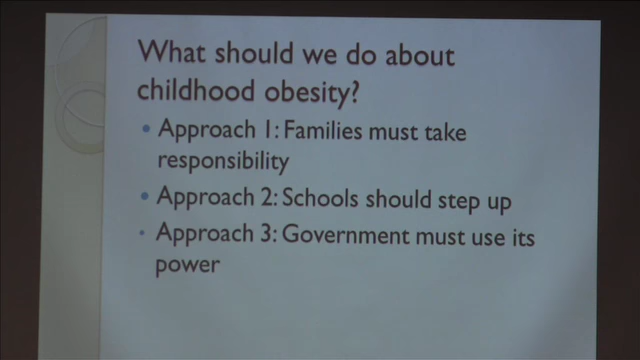 What should we do about
childhood obesity?
• Approach 1: Families must take
responsibility
• Approach 2: Schools should step up
• Approach 3: Government must use its
power